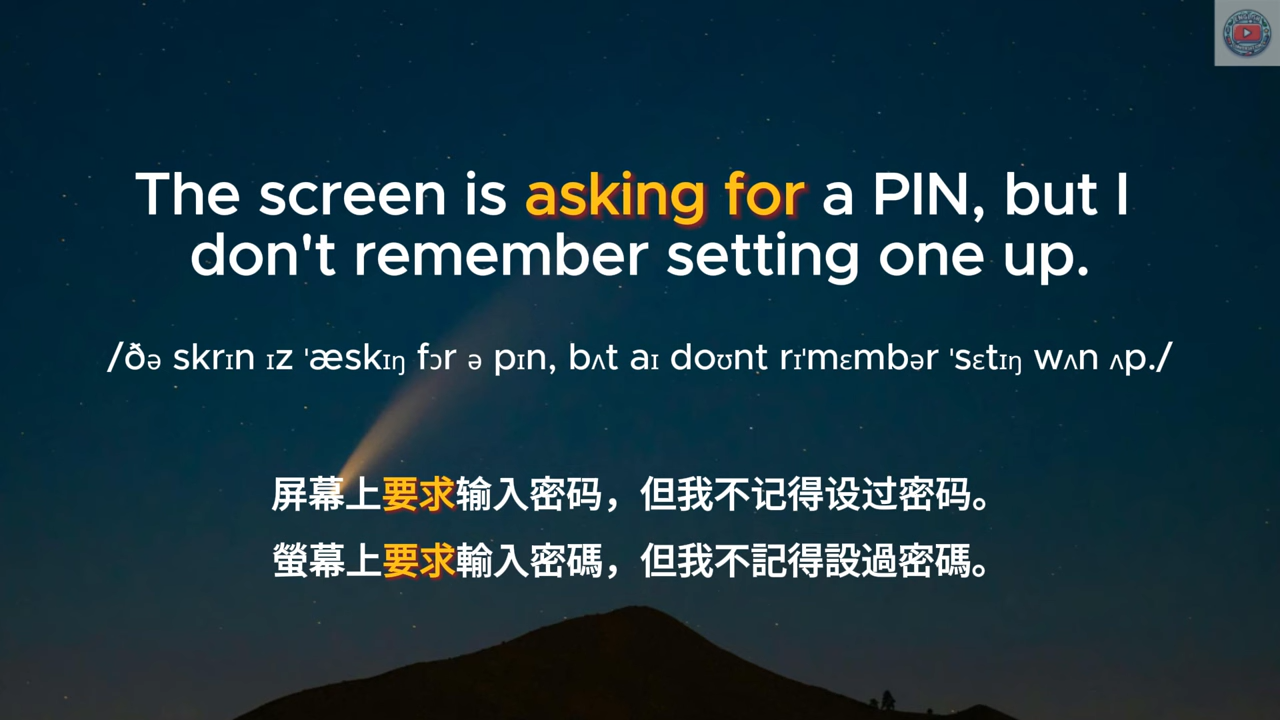 The screen is asking for a PIN, but I
don't remember setting one up.
/ðə skrɪn ɪz ˈæskɪŋ fɔr ə pɪn, bʌt aɪ doʊnt rɪˈmɛmbər ˈsɛtɪŋ wʌn ʌp./
屏幕上要求输入密码，但我不记得设过密码。
螢幕上要求輸入密碼，但我不記得設過密碼。